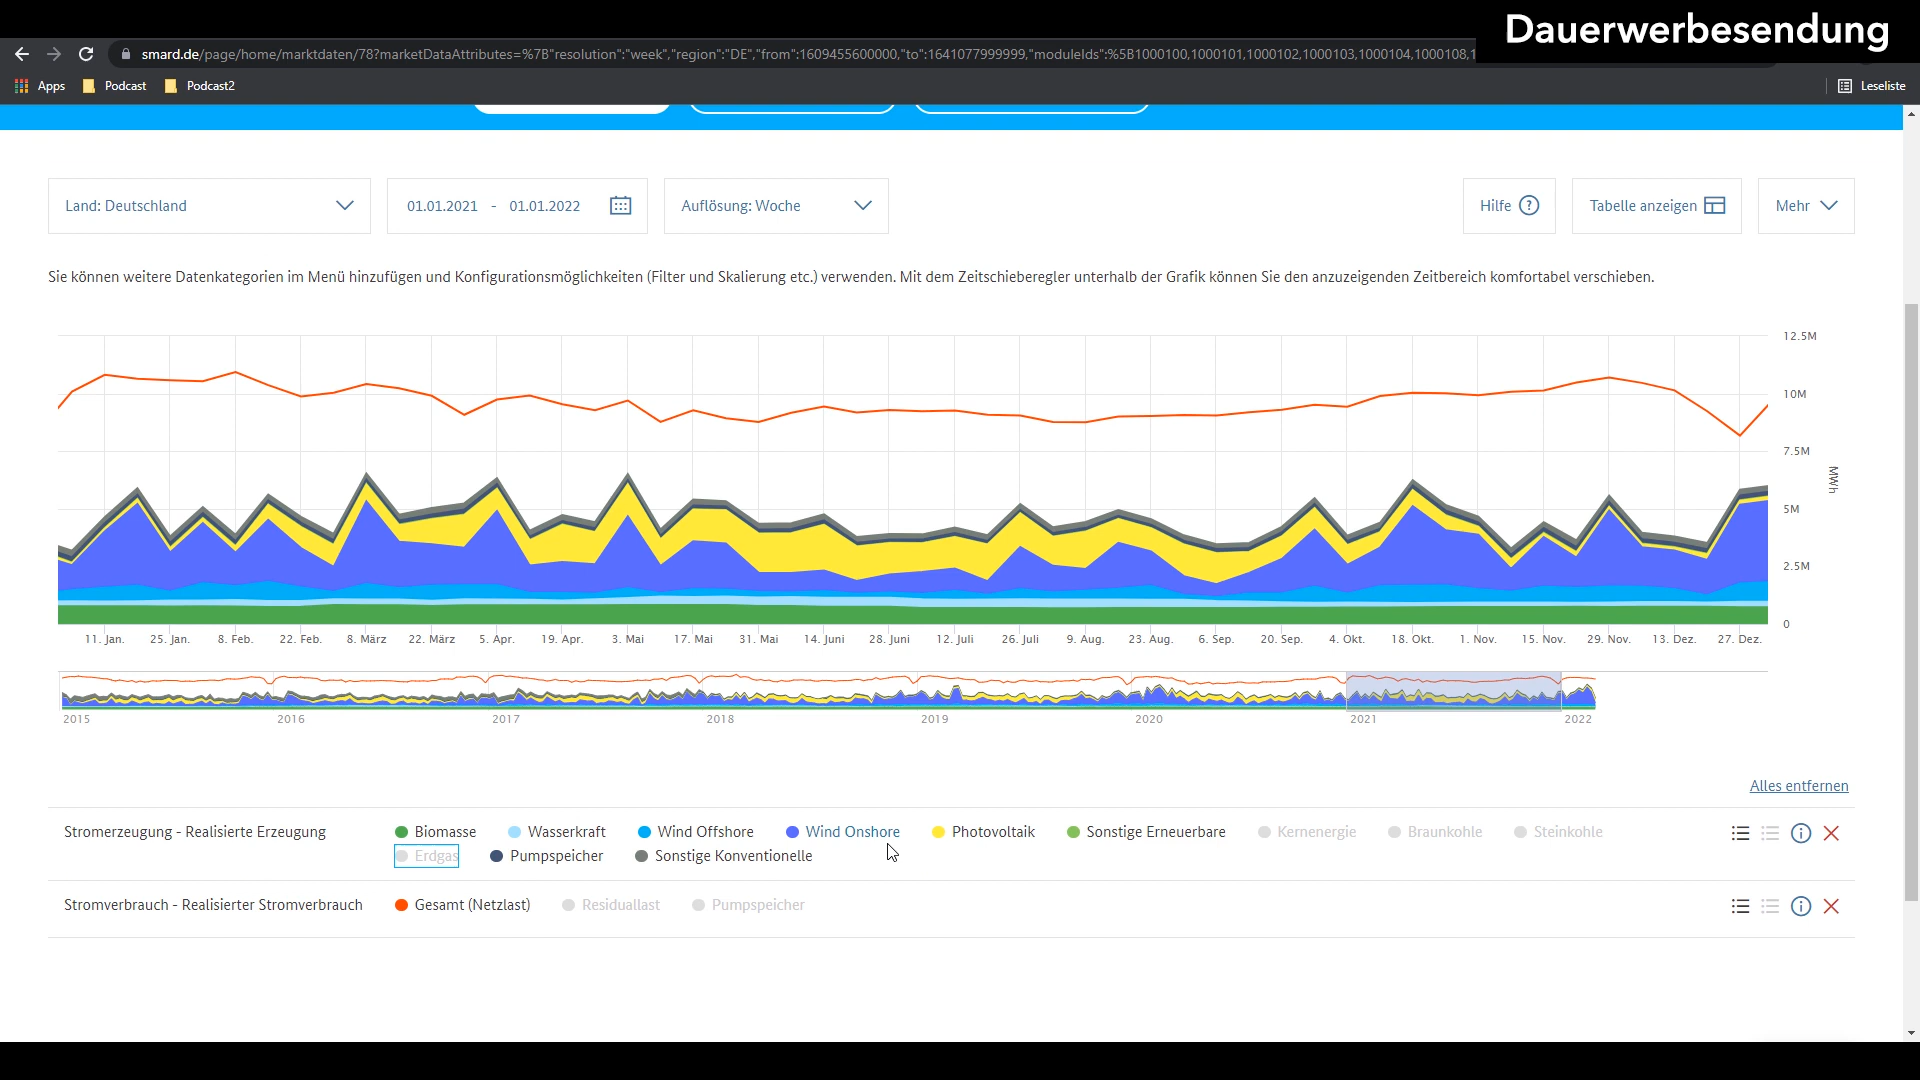 Dauerwerbesendung
smard.de/page/home/marktdaten/78?marketDataAttributes=%7B"resolution":"week","region":"DE","from":1609455600000,"to":1641077999999,"moduleIds":%5B1000100,1000101,1000102,1000103,1000104,1000108,1
Apps Podcast Podcast2 Leseliste
Land: Deutschland 01.01.2021 - 01.01.2022 Auflösung: Woche Hilfe ? Tabelle anzeigen Mehr
Sie können weitere Datenkategorien im Menü hinzufügen und Konfigurationsmöglichkeiten (Filter und Skalierung etc.) verwenden. Mit dem Zeitschieberegler unterhalb der Grafik können Sie den anzuzeigenden Zeitbereich komfortabel verschieben.
12.5M
10M
7.5M
MWh
5M
2.5M
0
11. Jan. 25. Jan. 8. Feb. 22. Feb. 8. März 22. März 5. Apr. 19. Apr. 3. Mai 17. Mai 31. Mai 14. Juni 28. Juni 12. Juli 26. Juli 9. Aug. 23. Aug. 6. Sep. 20. Sep. 4. Okt. 18. Okt. 1. Nov. 15. Nov. 29. Nov. 13. Dez. 27. Dez.
2015 2016 2017 2018 2019 2020 2021 2022
Alles entfernen
Stromerzeugung - Realisierte Erzeugung Biomasse Wasserkraft Wind Offshore Wind Onshore Photovoltaik Sonstige Erneuerbare Kernenergie Braunkohle Steinkohle
Erdgas Pumpspeicher Sonstige Konventionelle
Stromverbrauch - Realisierter Stromverbrauch Gesamt (Netzlast) Residuallast Pumpspeicher